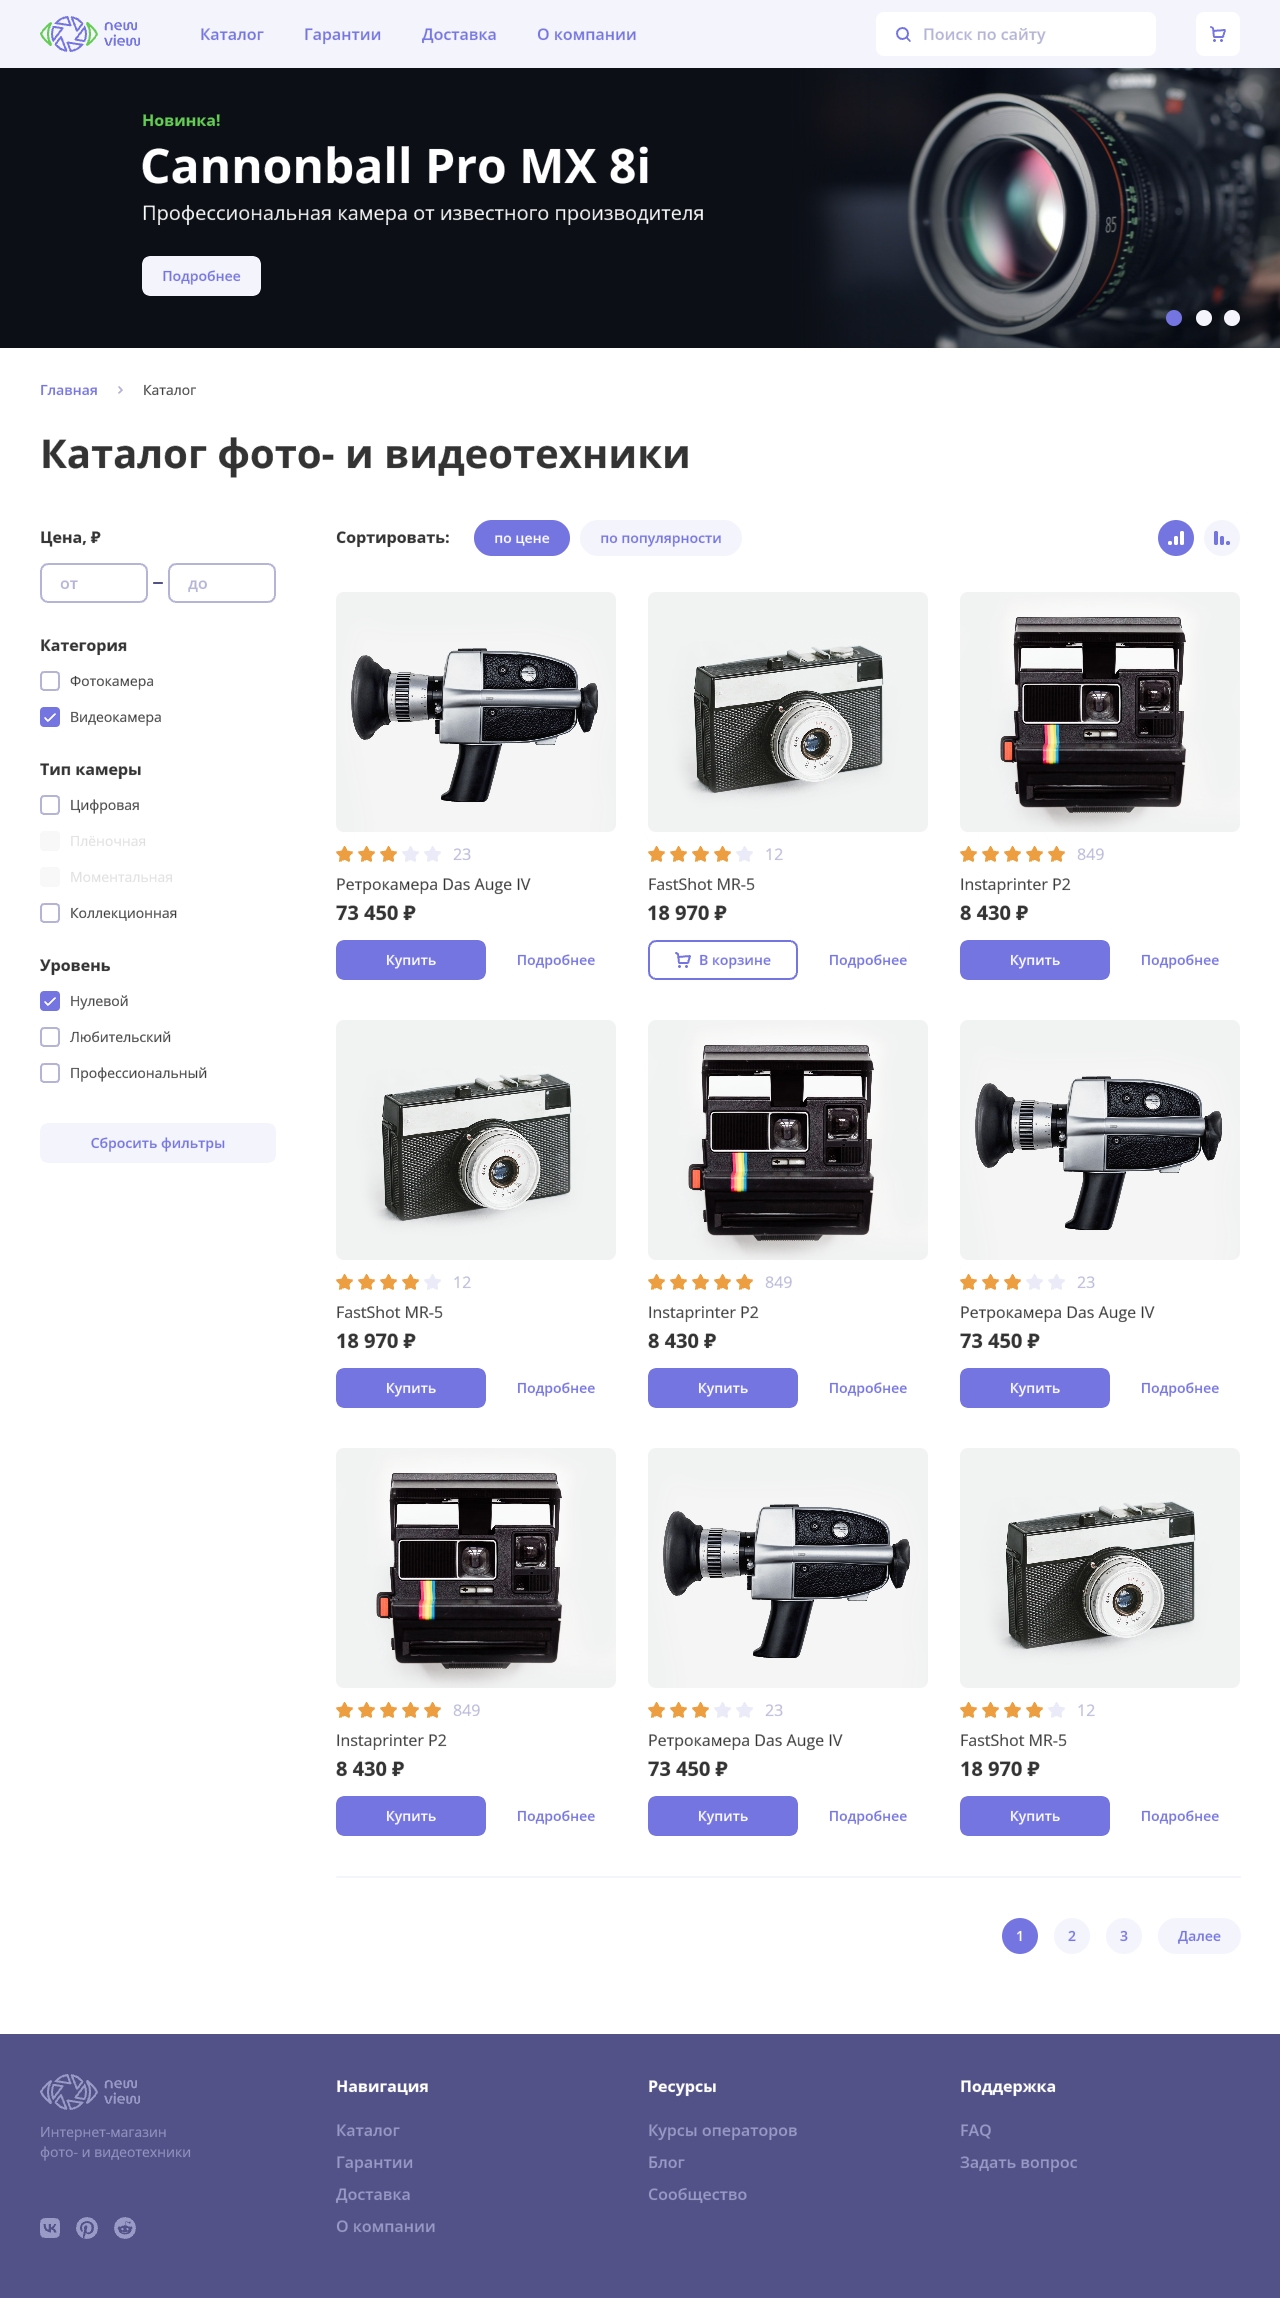 new
view
Каталог
Гарантии
Доставка
О компании
Поиск по сайту
Новинка!
Cannonball Pro MX 8i
Профессиональная камера от известного производителя
Подробнее
85
Главная
Каталог
Каталог фото- и видеотехники
Цена, ₽
от
–
до
Категория
Фотокамера
Видеокамера
Тип камеры
Цифровая
Плёночная
Моментальная
Коллекционная
Уровень
Нулевой
Любительский
Профессиональный
Сбросить фильтры
Сортировать:
по цене
по популярности
23
Ретрокамера Das Auge IV
73 450 ₽
Купить
Подробнее
12
FastShot MR-5
18 970 ₽
В корзине
Подробнее
849
Instaprinter P2
8 430 ₽
Купить
Подробнее
12
FastShot MR-5
18 970 ₽
Купить
Подробнее
849
Instaprinter P2
8 430 ₽
Купить
Подробнее
23
Ретрокамера Das Auge IV
73 450 ₽
Купить
Подробнее
849
Instaprinter P2
8 430 ₽
Купить
Подробнее
23
Ретрокамера Das Auge IV
73 450 ₽
Купить
Подробнее
12
FastShot MR-5
18 970 ₽
Купить
Подробнее
1
2
3
Далее
new
view
Интернет-магазин
фото- и видеотехники
Навигация
Каталог
Гарантии
Доставка
О компании
Ресурсы
Курсы операторов
Блог
Сообщество
Поддержка
FAQ
Задать вопрос